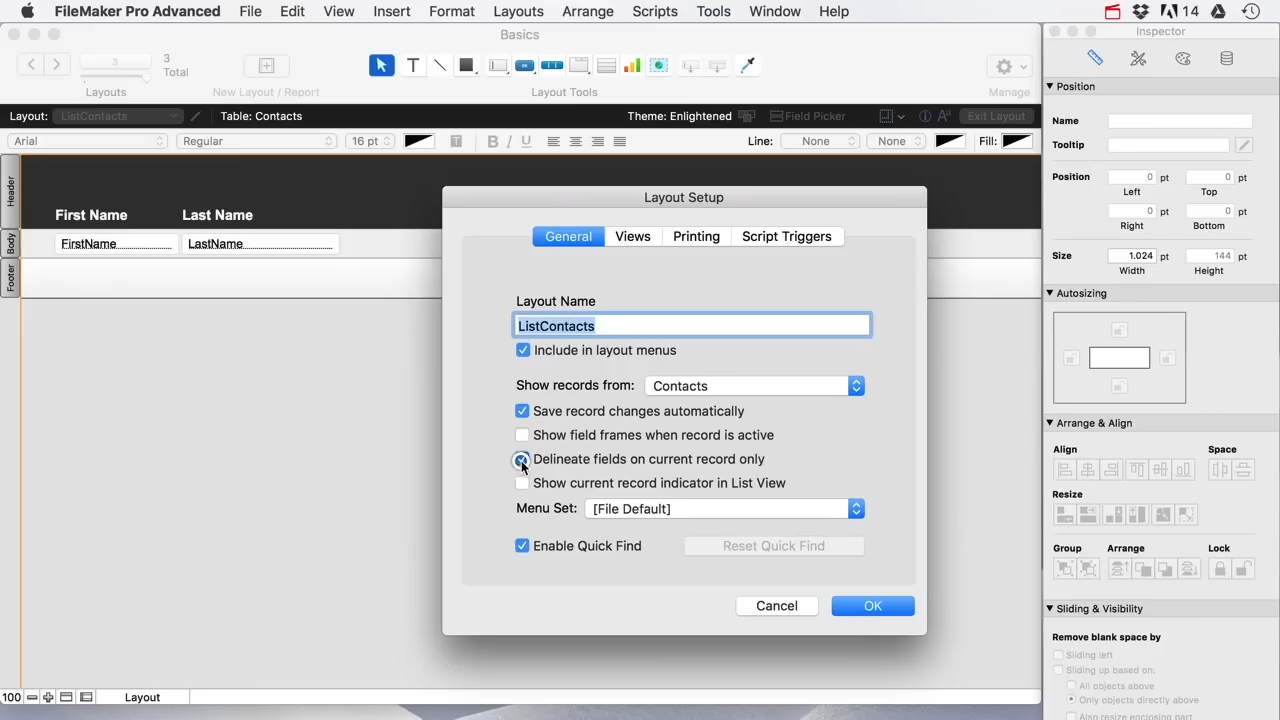 FileMaker Pro Advanced File Edit View Insert Format Layouts Arrange Scripts Tools Window Help 14
Basics
Inspector
3
3
Total
Layouts
New Layout / Report
Layout Tools
Manage
Layout: ListContacts Table: Contacts Theme: Enlightened Field Picker Exit Layout
Arial Regular 16 pt B I U Line: None None Fill:
Header
First Name Last Name
Body
FirstName LastName
Footer
Layout Setup
General Views Printing Script Triggers
Layout Name
ListContacts
Include in layout menus
Show records from: Contacts
Save record changes automatically
Show field frames when record is active
Delineate fields on current record only
Show current record indicator in List View
Menu Set: [File Default]
Enable Quick Find Reset Quick Find
Cancel OK
Position
Name
Tooltip
Position 0 pt 0 pt
Left Top
0 pt 0 pt
Right Bottom
Size 1.024 pt 144 pt
Width Height
Autosizing
Arrange & Align
Align Space
Resize
Group Arrange Lock
Sliding & Visibility
Remove blank space by
Sliding left
Sliding up based on:
All objects above
Only objects directly above
Also resize enclosing part
100 Layout